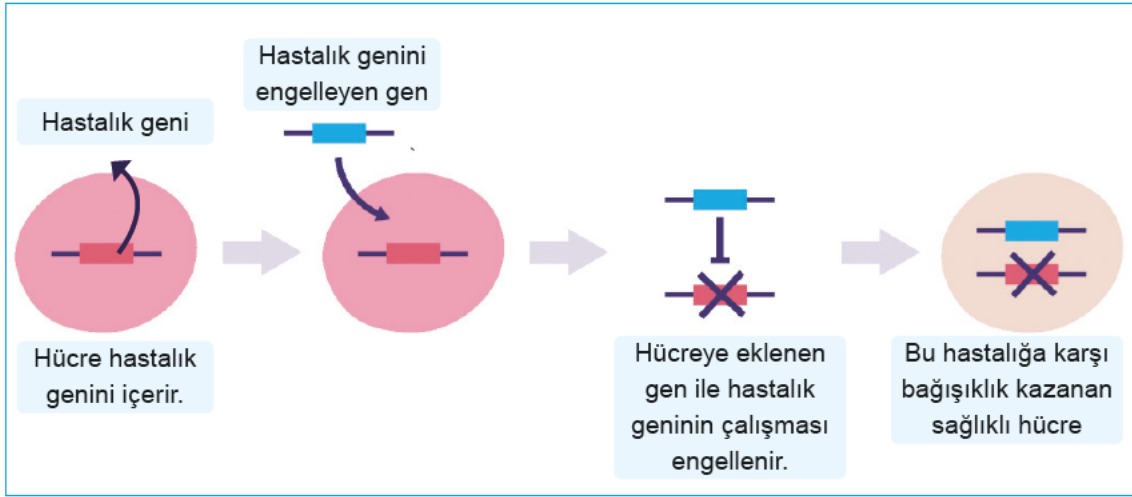 Hastalık geni
Hastalık genini
engelleyen gen
Hücre hastalık
genini içerir.
Hücreye eklenen
gen ile hastalık
geninin çalışması
engellenir.
Bu hastalığa karşı
bağışıklık kazanan
sağlıklı hücre